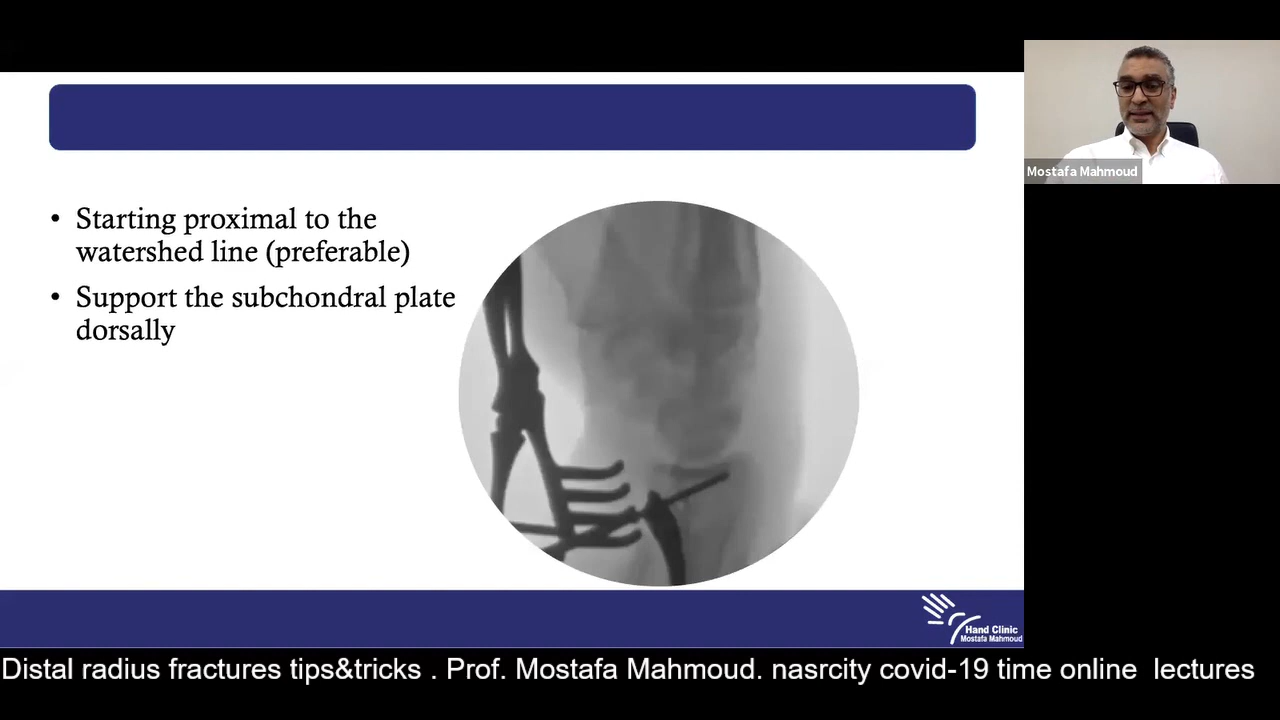 • Starting proximal to the
watershed line (preferable)
• Support the subchondral plate
dorsally
Mostafa Mahmoud
Hand Clinic
Mostafa Mahmoud
Distal radius fractures tips&tricks . Prof. Mostafa Mahmoud. nasrcity covid-19 time online  lectures